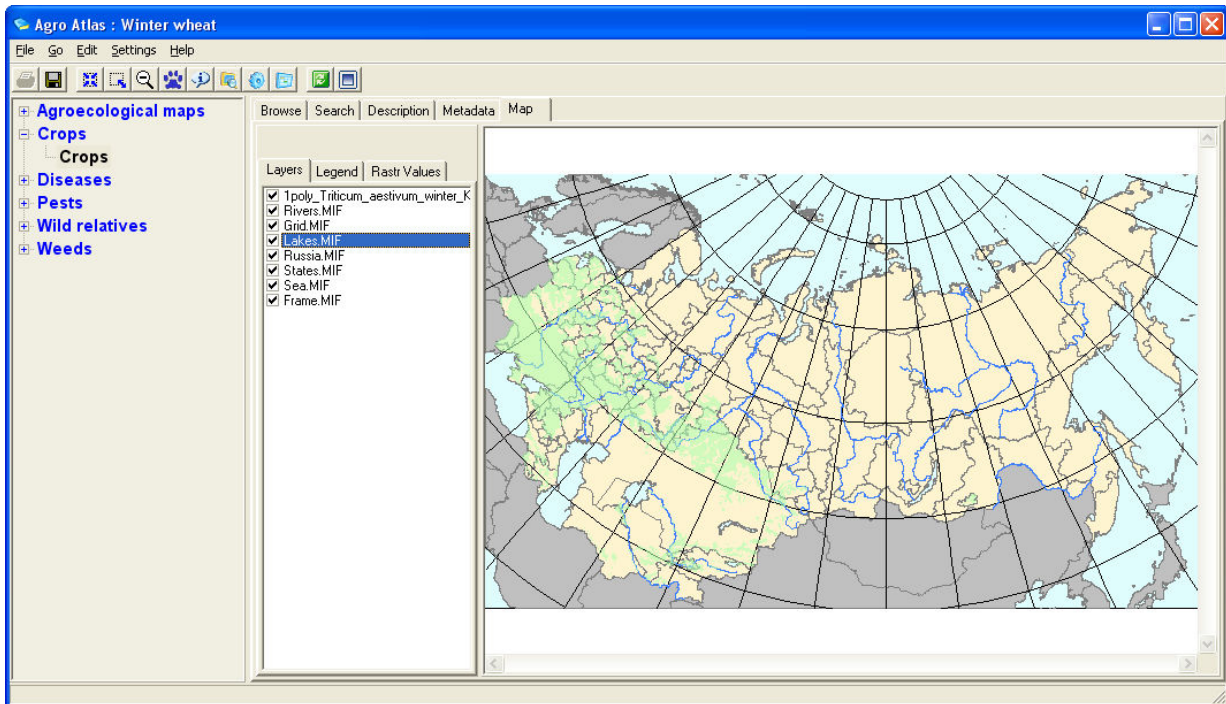 Agro Atlas : Winter wheat
File Go Edit Settings Help
Agroecological maps
Crops
Crops
Diseases
Pests
Wild relatives
Weeds
Browse Search Description Metadata Map
Layers Legend Rastr Values
1poly_Triticum_aestivum_winter_K
Rivers.MIF
Grid.MIF
Lakes.MIF
Russia.MIF
States.MIF
Sea.MIF
Frame.MIF